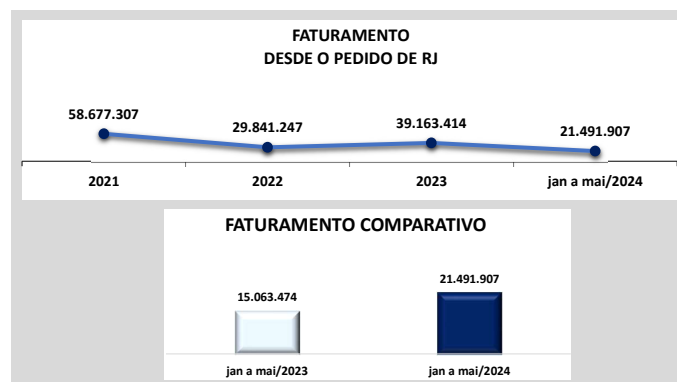 FATURAMENTO
DESDE O PEDIDO DE RJ
58.677.307
29.841.247
39.163.414
21.491.907
2021
2022
2023
jan a mai/2024
FATURAMENTO COMPARATIVO
15.063.474
21.491.907
jan a mai/2023
jan a mai/2024